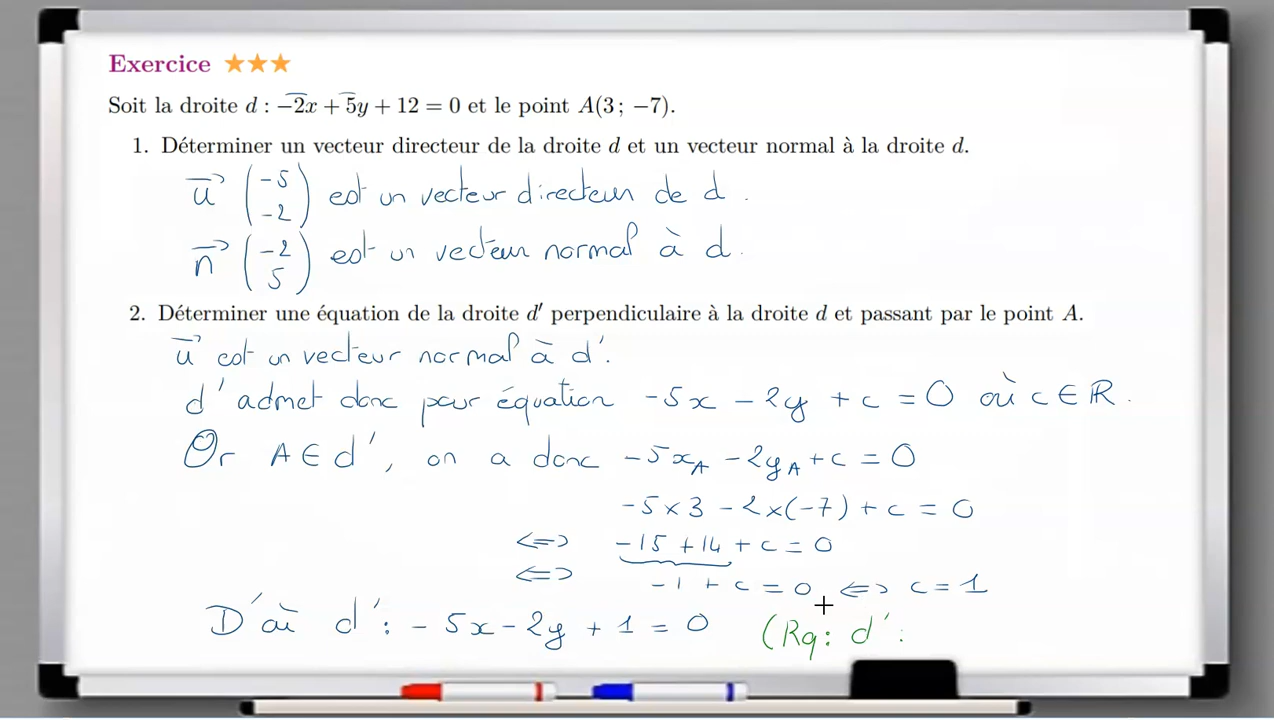 Exercice ★★★
Soit la droite d : −2x + 5y + 12 = 0 et le point A(3 ; −7).
1. Déterminer un vecteur directeur de la droite d et un vecteur normal à la droite d.
u⃗ (-5 -2) est un vecteur directeur de d.
n⃗ (-2 5) est un vecteur normal à d.
2. Déterminer une équation de la droite d′ perpendiculaire à la droite d et passant par le point A.
u⃗ est un vecteur normal à d'.
d' admet donc pour équation -5x - 2y + c = 0 où c ∈ ℝ.
Or A ∈ d', on a donc -5x_A - 2y_A + c = 0
-5 × 3 - 2 × (-7) + c = 0
⇔ -15 + 14 + c = 0
⇔ -1 + c = 0 ⇔ c = 1
D'où d' : - 5x - 2y + 1 = 0 (Rq : d' :